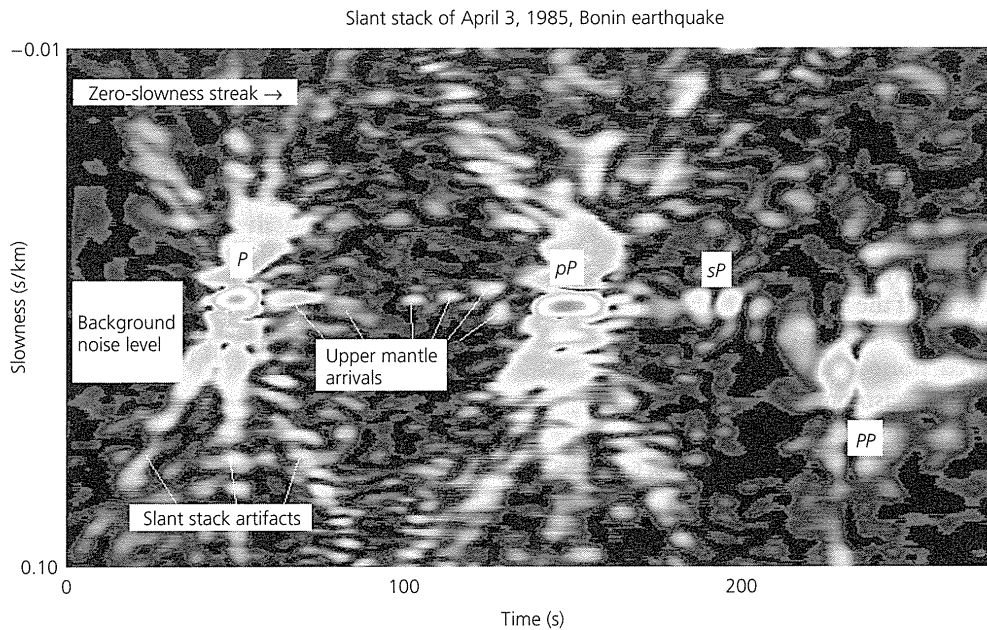 Slant stack of April 3, 1985, Bonin earthquake
−0.01
Zero-slowness streak →
P
pP
sP
Slowness (s/km)
Background
noise level
Upper mantle
arrivals
PP
Slant stack artifacts
0.10
0
100
200
Time (s)